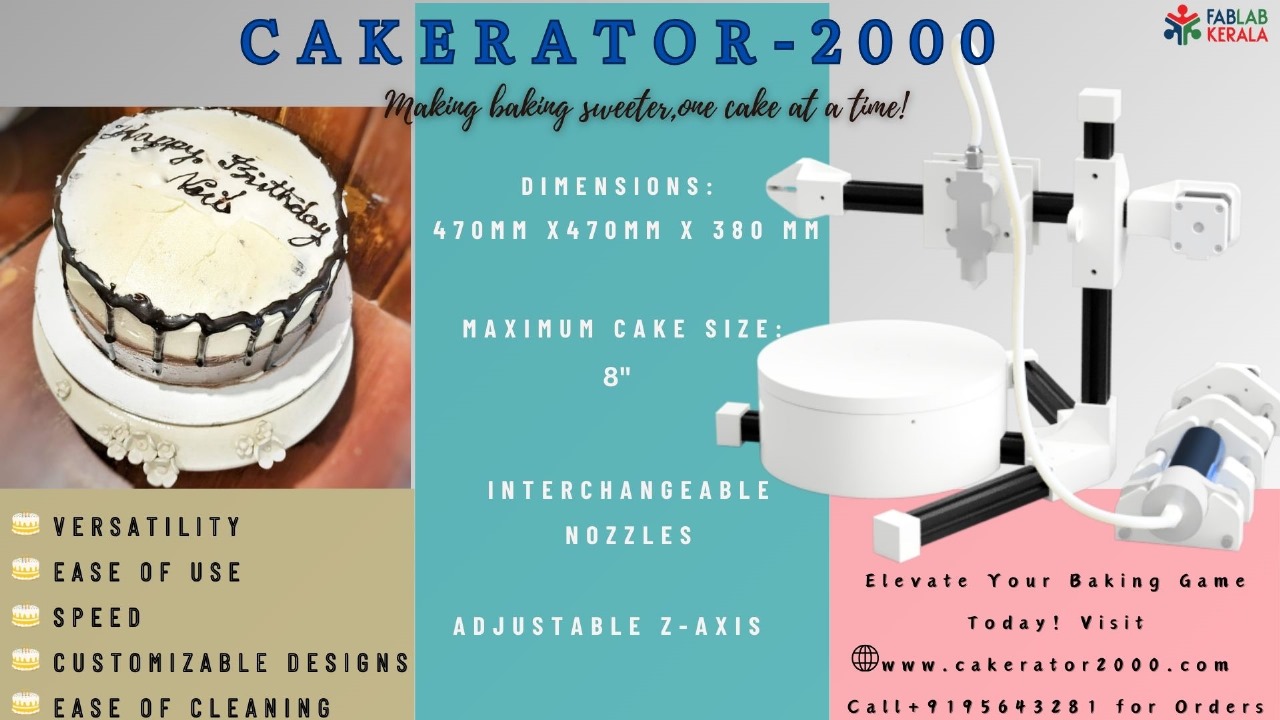 CAKERATOR-2000
FABLAB
KERALA
Making baking sweeter,one cake at a time!
Happy Birthday
DIMENSIONS:
470MM X470MM X 380 MM
MAXIMUM CAKE SIZE:
8"
INTERCHANGEABLE
NOZZLES
ADJUSTABLE Z-AXIS
VERSATILITY
EASE OF USE
SPEED
CUSTOMIZABLE DESIGNS
EASE OF CLEANING
Elevate Your Baking Game
Today! Visit
www.cakerator2000.com
Call+9195643281 for Orders